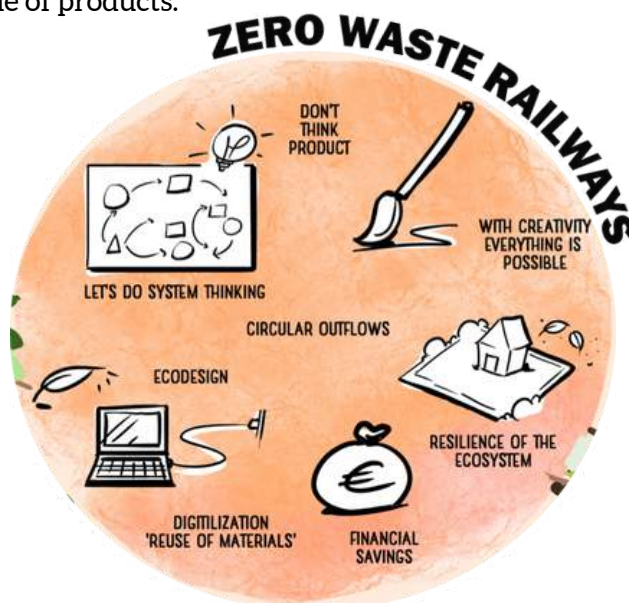 of products.
ZERO WASTE RAILWAYS
DON'T
THINK
PRODUCT
WITH CREATIVITY
EVERYTHING IS
POSSIBLE
LET'S DO SYSTEM THINKING
CIRCULAR OUTFLOWS
ECODESIGN
RESILIENCE OF THE
ECOSYSTEM
DIGITILIZATION
'REUSE OF MATERIALS'
€
FINANCIAL
SAVINGS